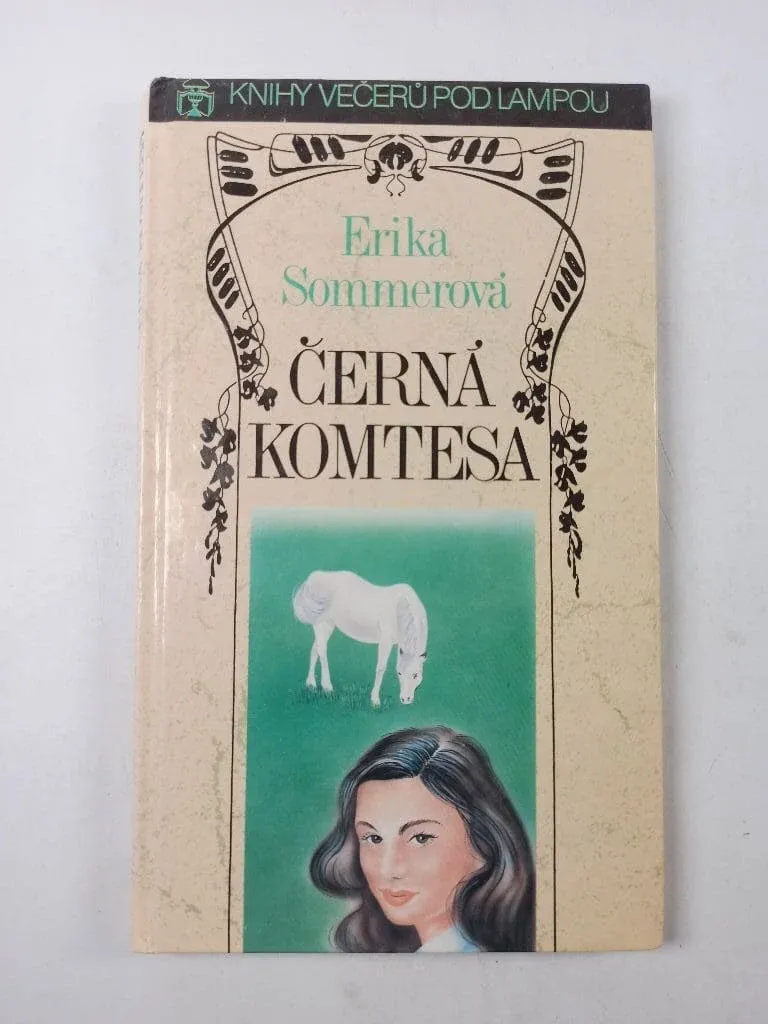 KNIHY VEČERŮ POD LAMPOU
Erika
Sommerová
ČERNÁ
KOMTESA